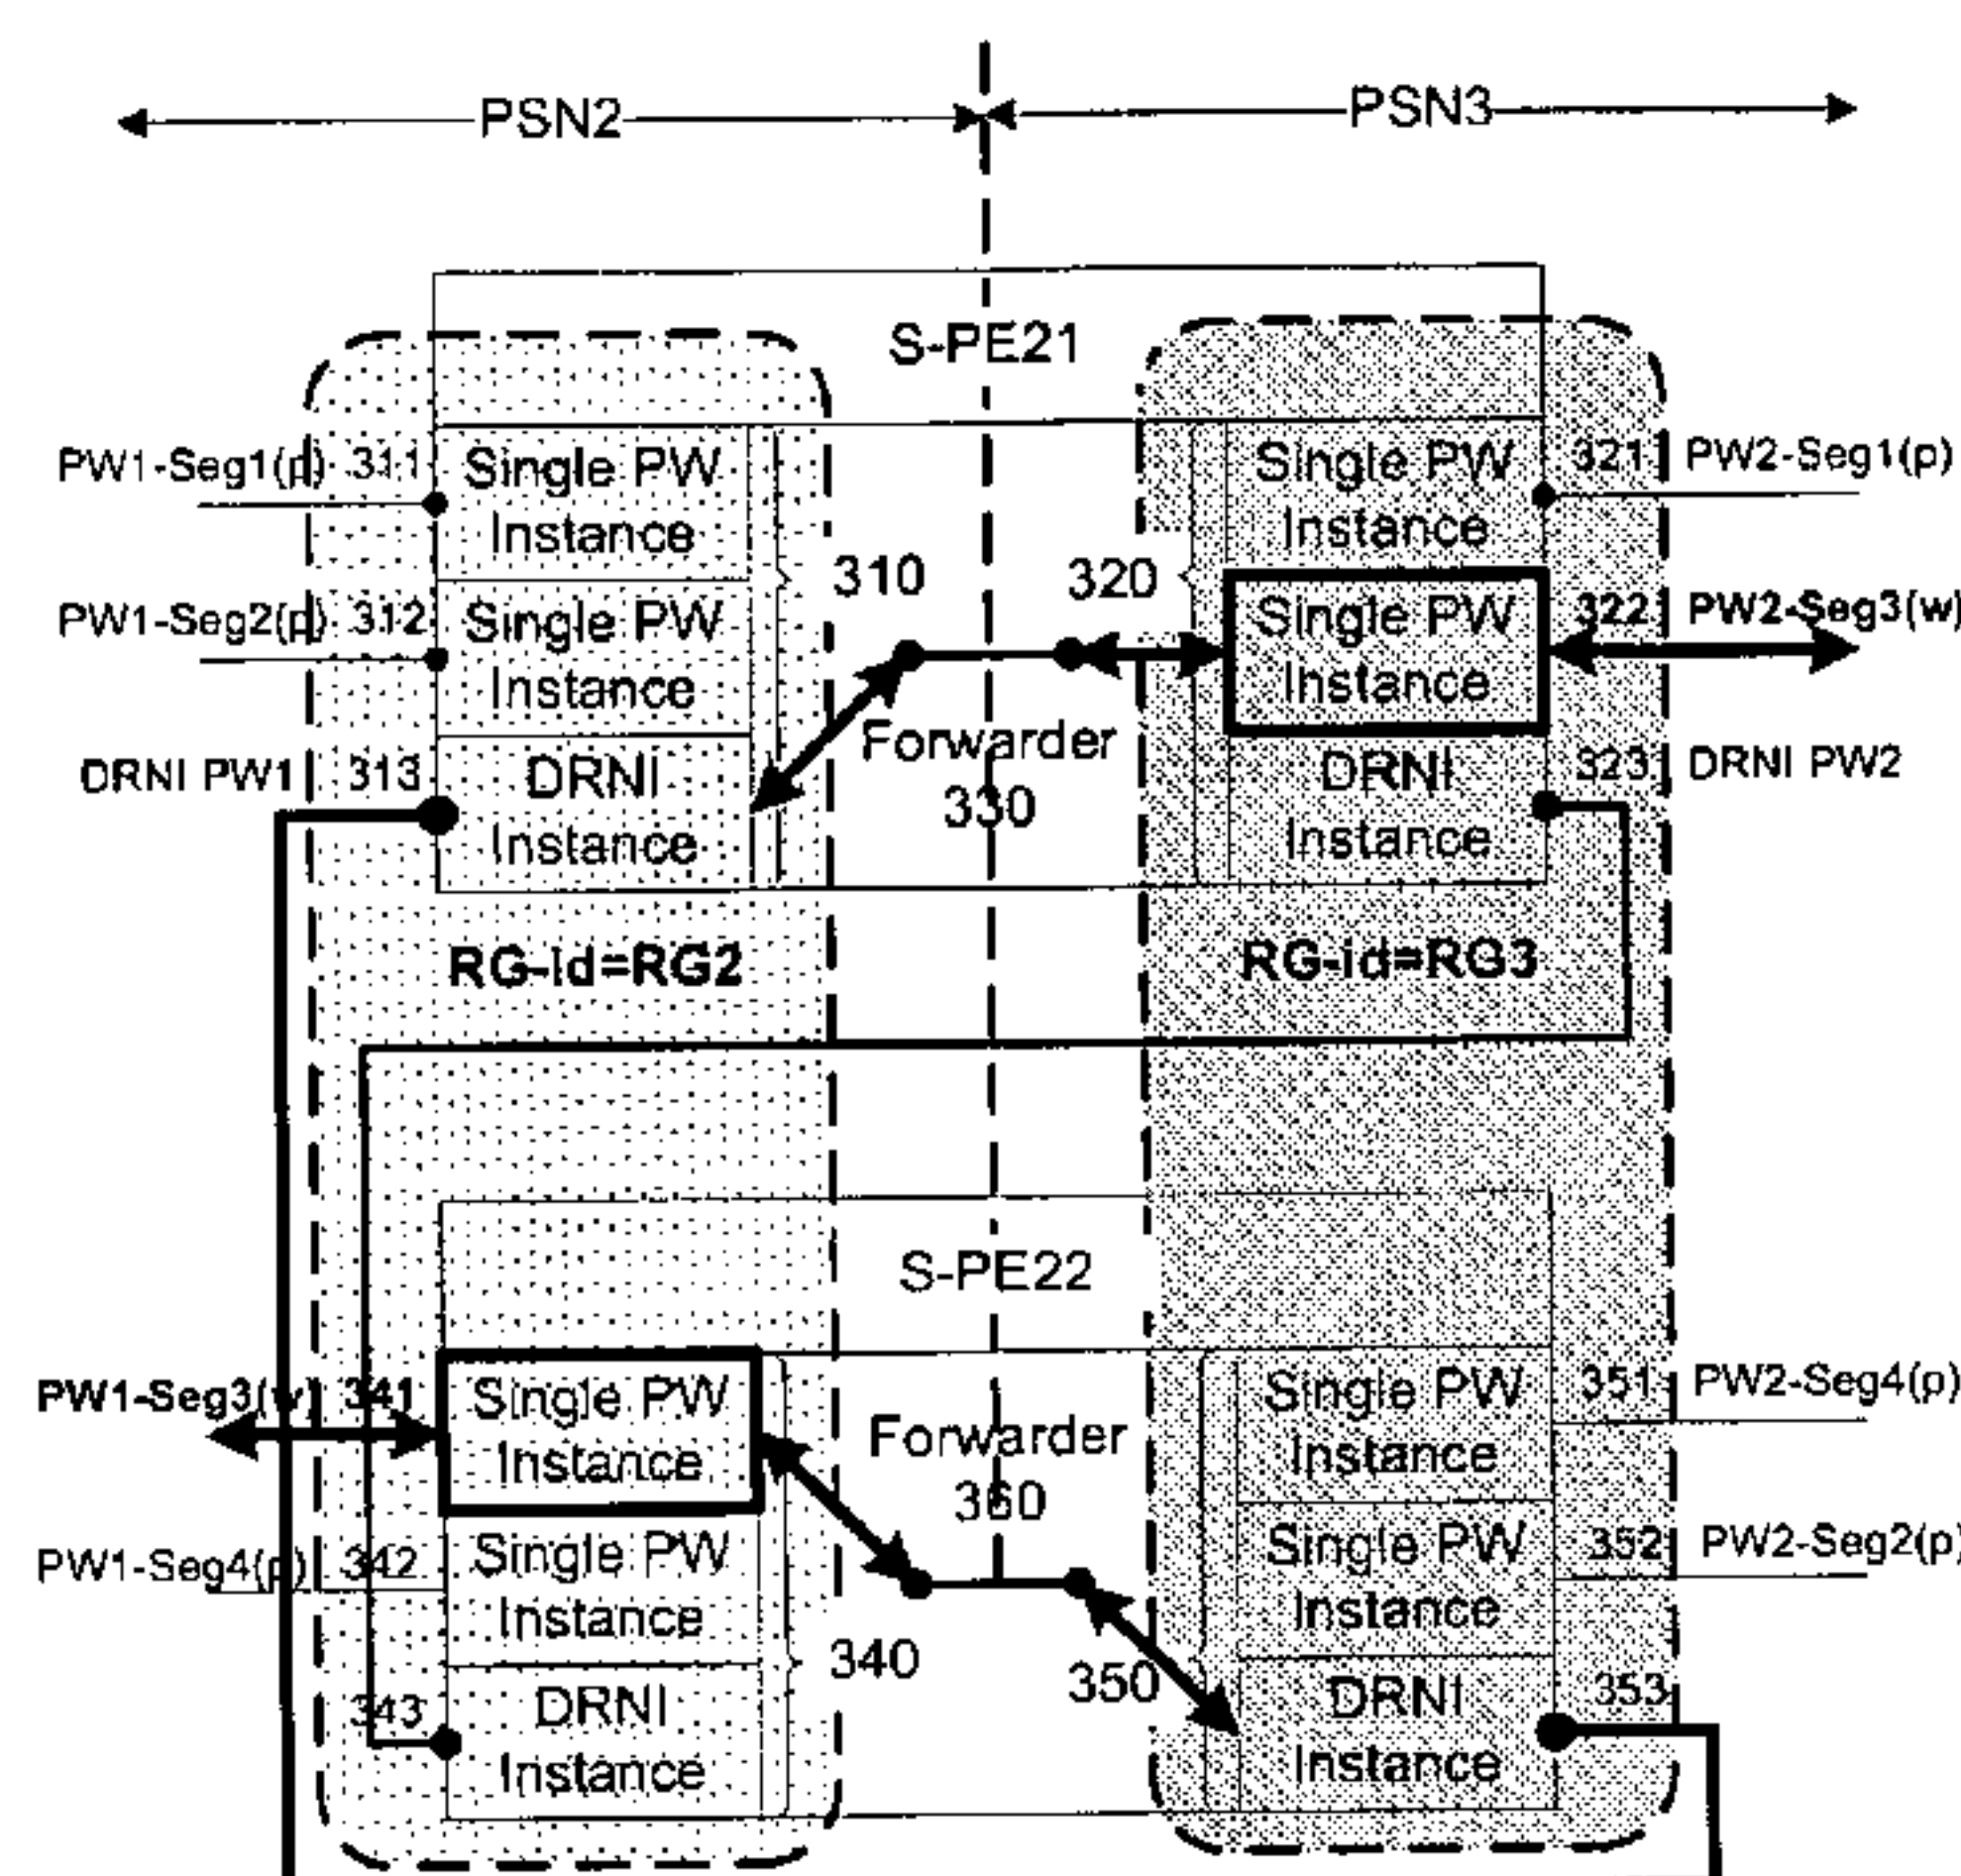 PSN2 PSN3
S-PE21
PW1-Seg1(p) 311 Single PW Instance
Single PW Instance 321 PW2-Seg1(p)
310 320
PW1-Seg2(p) 312 Single PW Instance
Single PW Instance 322 PW2-Seg3(w)
Forwarder
330
DRNI PW1 313 DRNI Instance
DRNI Instance 323 DRNI PW2
RG-id=RG2 RG-id=RG3
S-PE22
PW1-Seg3(w) 341 Single PW Instance
Forwarder
360
Single PW Instance 351 PW2-Seg4(p)
PW1-Seg4(p) 342 Single PW Instance
Single PW Instance 352 PW2-Seg2(p)
340 350
343 DRNI Instance
DRNI Instance 353